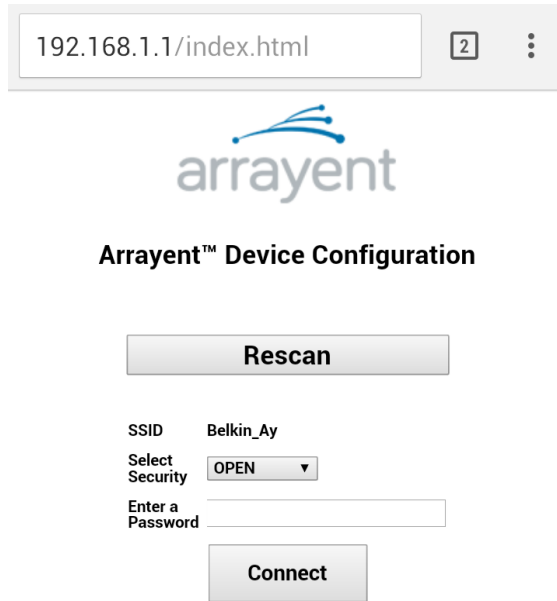 192.168.1.1/index.html
2
arrayent
Arrayent™ Device Configuration
Rescan
SSID Belkin_Ay
Select
Security
OPEN
Enter a
Password
Connect